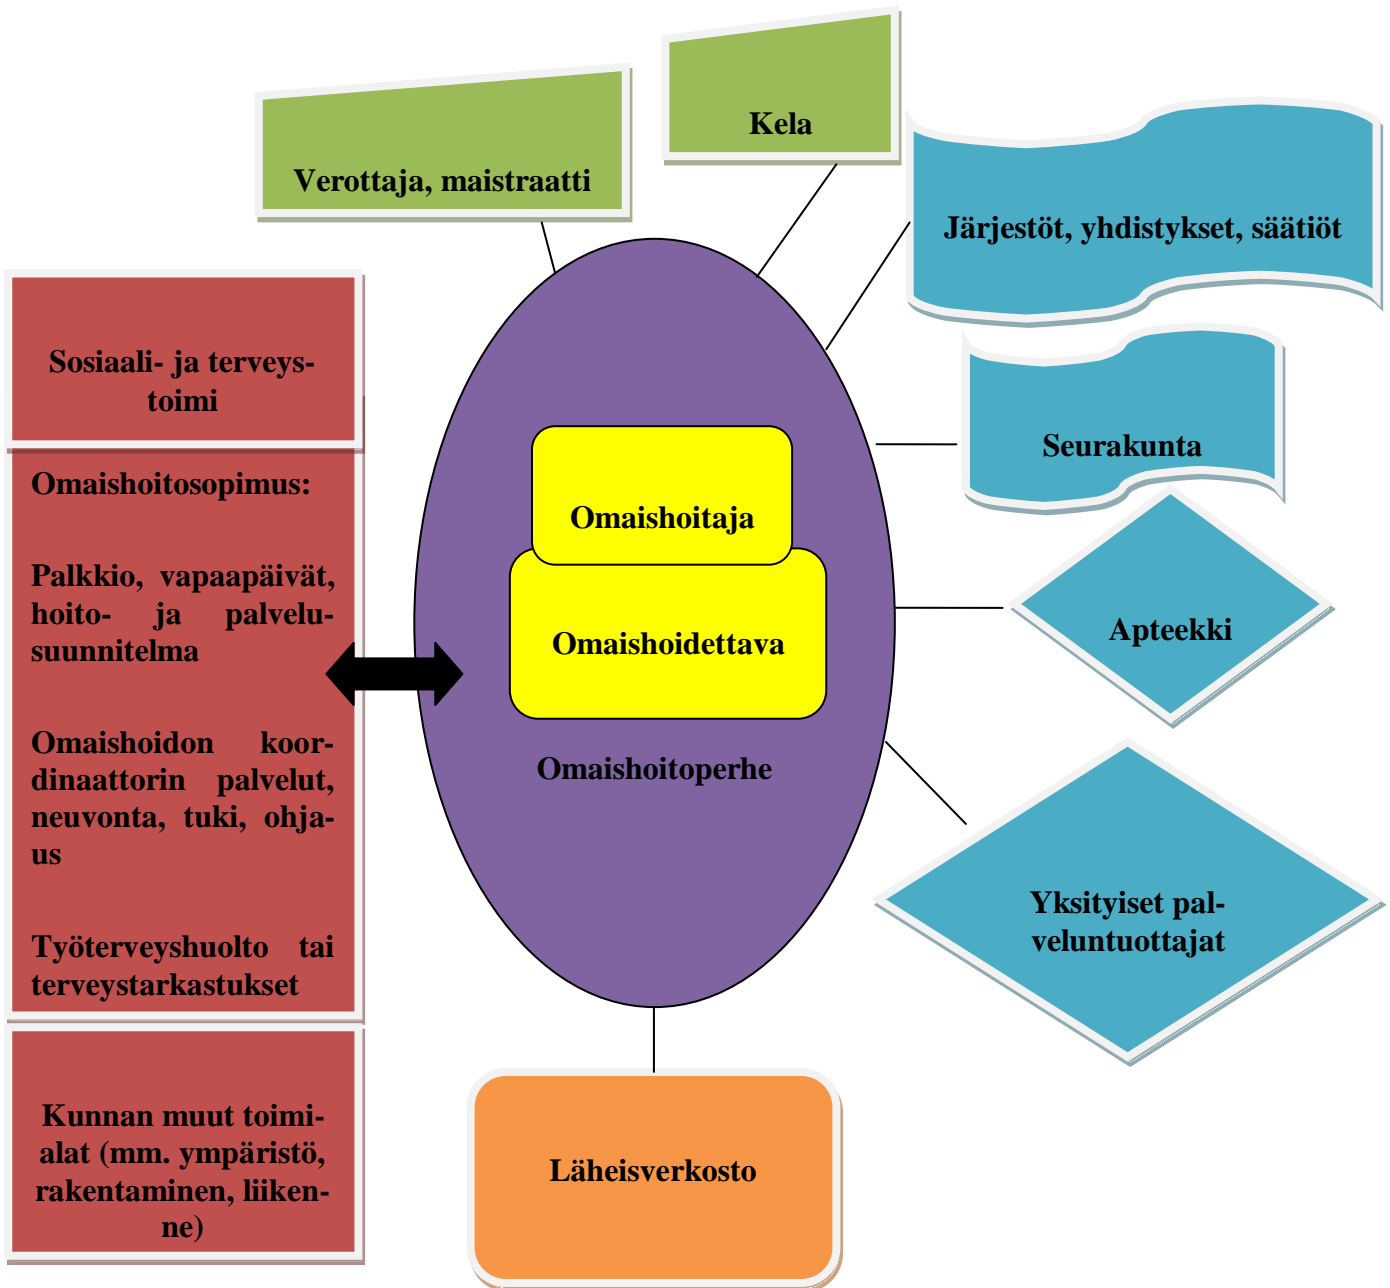 Kela
Verottaja, maistraatti
Järjestöt, yhdistykset, säätiöt
Sosiaali- ja terveys-
toimi
Seurakunta
Omaishoitosopimus:
Palkkio, vapaapäivät,
hoito- ja palvelu-
suunnitelma
Omaishoidon koor-
dinaattorin palvelut,
neuvonta, tuki, ohja-
us
Työterveyshuolto tai
terveystarkastukset
Kunnan muut toimi-
alat (mm. ympäristö,
rakentaminen, liiken-
ne)
Omaishoitaja
Omaishoidettava
Omaishoitoperhe
Apteekki
Yksityiset pal-
veluntuottajat
Läheisverkosto